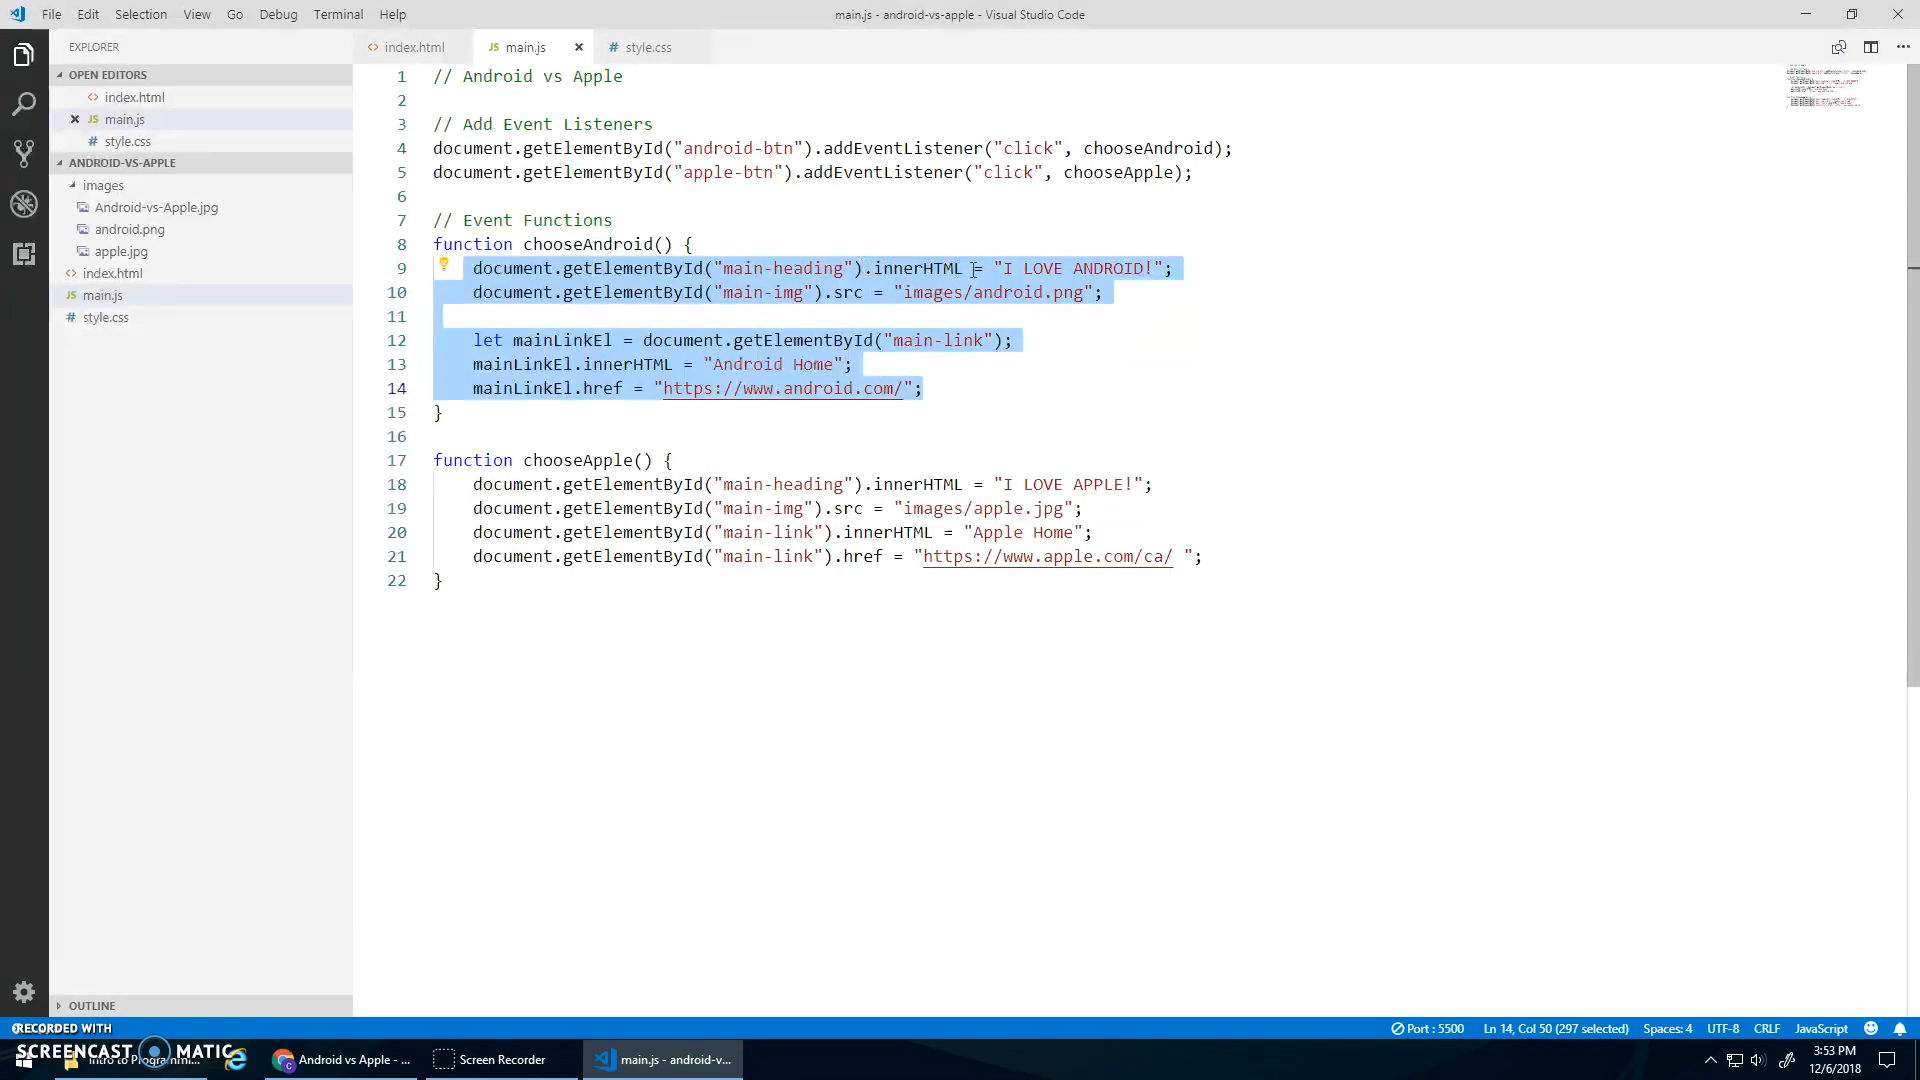 File Edit Selection View Go Debug Terminal Help
main.js - android-vs-apple - Visual Studio Code
EXPLORER
OPEN EDITORS
index.html
JS main.js
# style.css
ANDROID-VS-APPLE
images
Android-vs-Apple.jpg
android.png
apple.jpg
<> index.html
JS main.js
# style.css
OUTLINE
<> index.html JS main.js # style.css
1 // Android vs Apple
2
3 // Add Event Listeners
4 document.getElementById("android-btn").addEventListener("click", chooseAndroid);
5 document.getElementById("apple-btn").addEventListener("click", chooseApple);
6
7 // Event Functions
8 function chooseAndroid() {
9 document.getElementById("main-heading").innerHTML = "I LOVE ANDROID!";
10 document.getElementById("main-img").src = "images/android.png";
11
12 let mainLinkEl = document.getElementById("main-link");
13 mainLinkEl.innerHTML = "Android Home";
14 mainLinkEl.href = "https://www.android.com/";
15 }
16
17 function chooseApple() {
18 document.getElementById("main-heading").innerHTML = "I LOVE APPLE!";
19 document.getElementById("main-img").src = "images/apple.jpg";
20 document.getElementById("main-link").innerHTML = "Apple Home";
21 document.getElementById("main-link").href = "https://www.apple.com/ca/ ";
22 }
RECORDED WITH
Port : 5500 Ln 14, Col 50 (297 selected) Spaces: 4 UTF-8 CRLF JavaScript
SCREENCAST MATIC
Android vs Apple - ...
Screen Recorder
main.js - android-v...
3:53 PM
12/6/2018